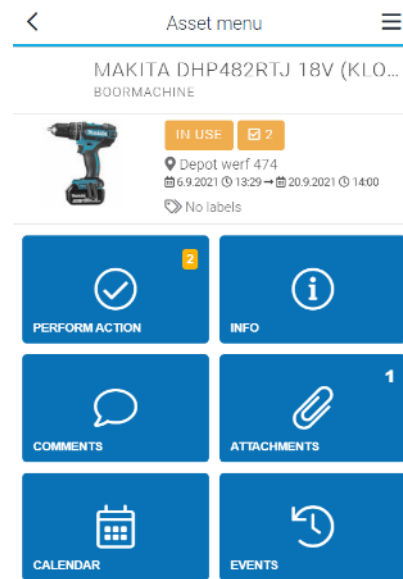 Asset menu
MAKITA DHP482RTJ 18V (KLO...
BOORMACHINE
IN USE
2
Depot werf 474
6.9.2021 13:29 → 20.9.2021 14:00
No labels
2
PERFORM ACTION
INFO
COMMENTS
1
ATTACHMENTS
CALENDAR
EVENTS